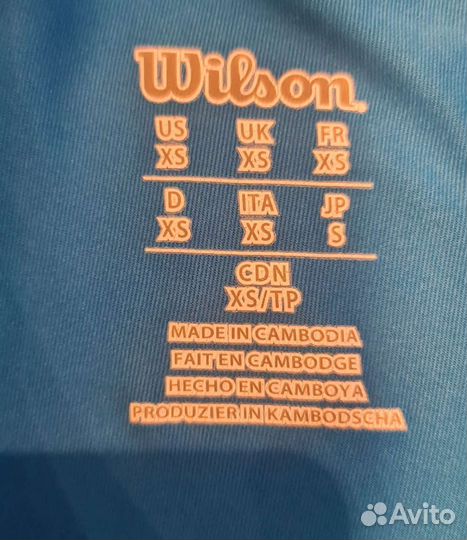 Wilson.
US UK FR
XS XS XS
D ITA JP
XS XS S
CDN
XS/TP
MADE IN CAMBODIA
FAIT EN CAMBODGE
HECHO EN CAMBOYA
PRODUZIER IN KAMBODSCHA
Avito